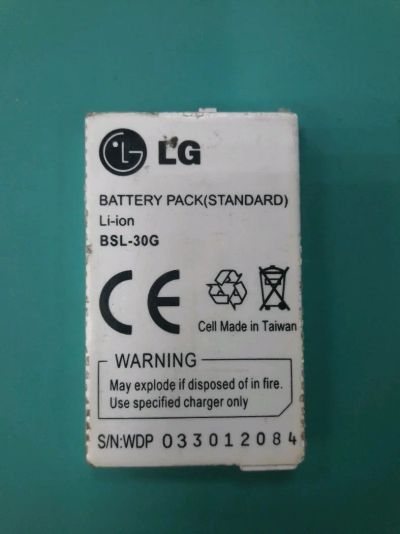 LG
BATTERY PACK(STANDARD)
Li-ion
BSL-30G
CE
Cell Made in Taiwan
WARNING
May explode if disposed of in fire.
Use specified charger only
S/N:WDP 033012084